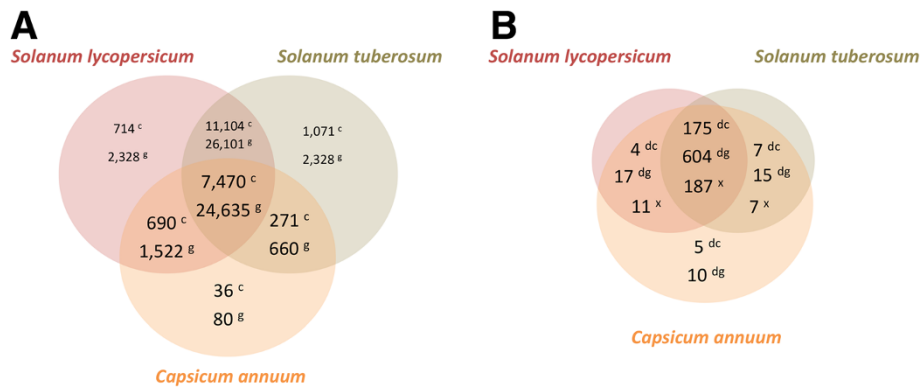 A
Solanum lycopersicum
Solanum tuberosum
714 c
2,328 g
11,104 c
26,101 g
1,071 c
2,328 g
7,470 c
24,635 g
690 c
1,522 g
271 c
660 g
36 c
80 g
Capsicum annuum
B
Solanum lycopersicum
Solanum tuberosum
4 dc
17 dg
11 x
175 dc
604 dg
187 x
7 dc
15 dg
7 x
5 dc
10 dg
Capsicum annuum